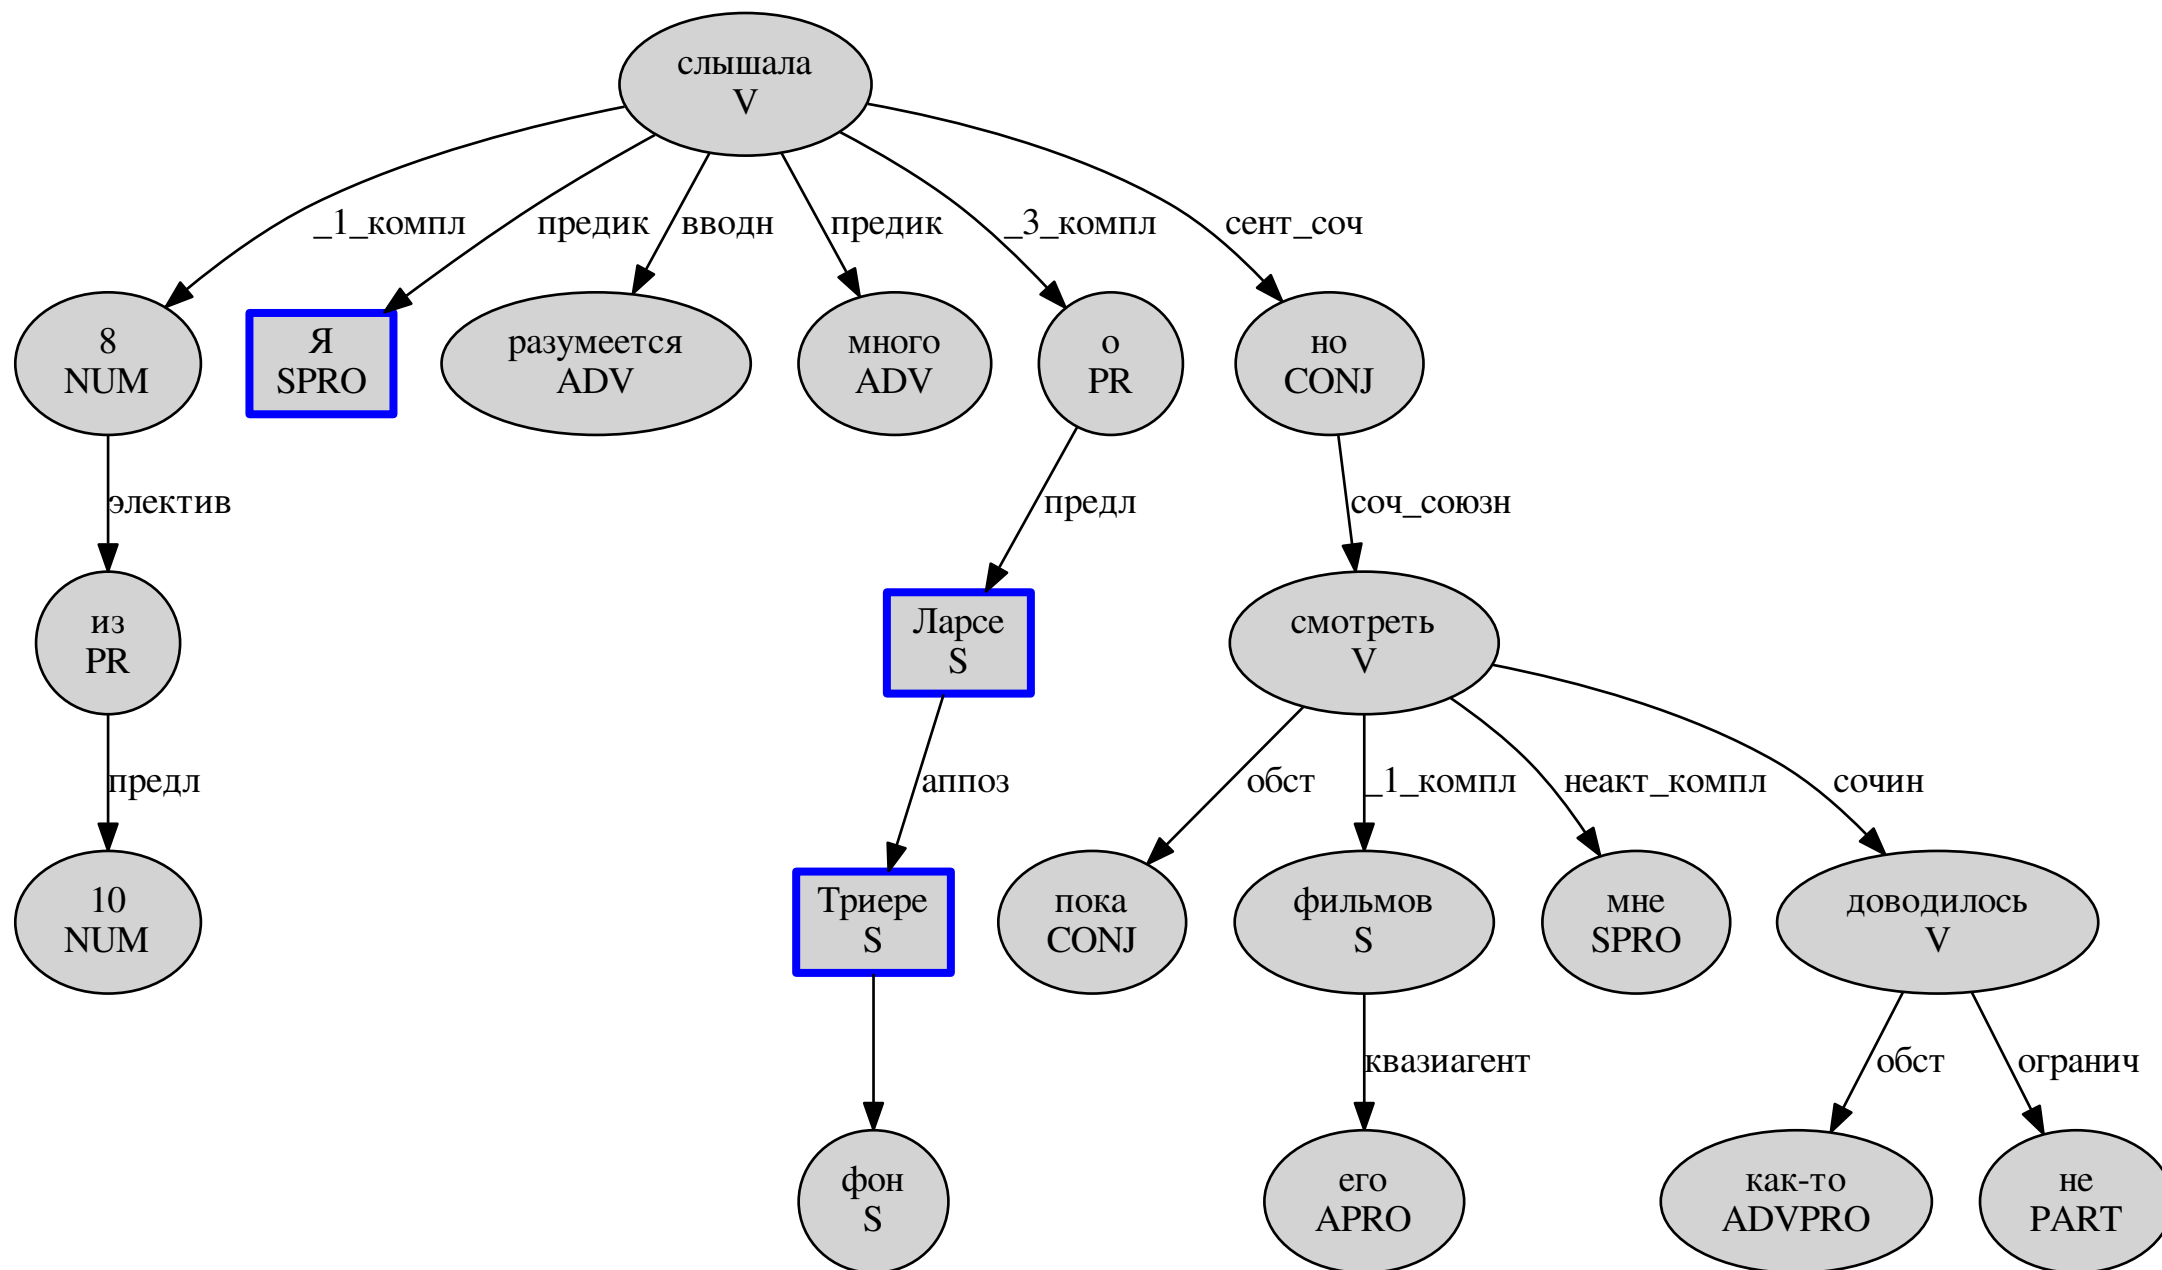 слышала
V
_1_компл
предик
вводн
предик
_3_компл
сент_соч
8
NUM
Я
SPRO
разумеется
ADV
много
ADV
о
PR
но
CONJ
электив
предл
соч_союзн
из
PR
Ларсе
S
смотреть
V
предл
аппоз
обст
_1_компл
неакт_компл
сочин
10
NUM
Триере
S
пока
CONJ
фильмов
S
мне
SPRO
доводилось
V
квазиагент
обст
огранич
фон
S
его
APRO
как-то
ADVPRO
не
PART